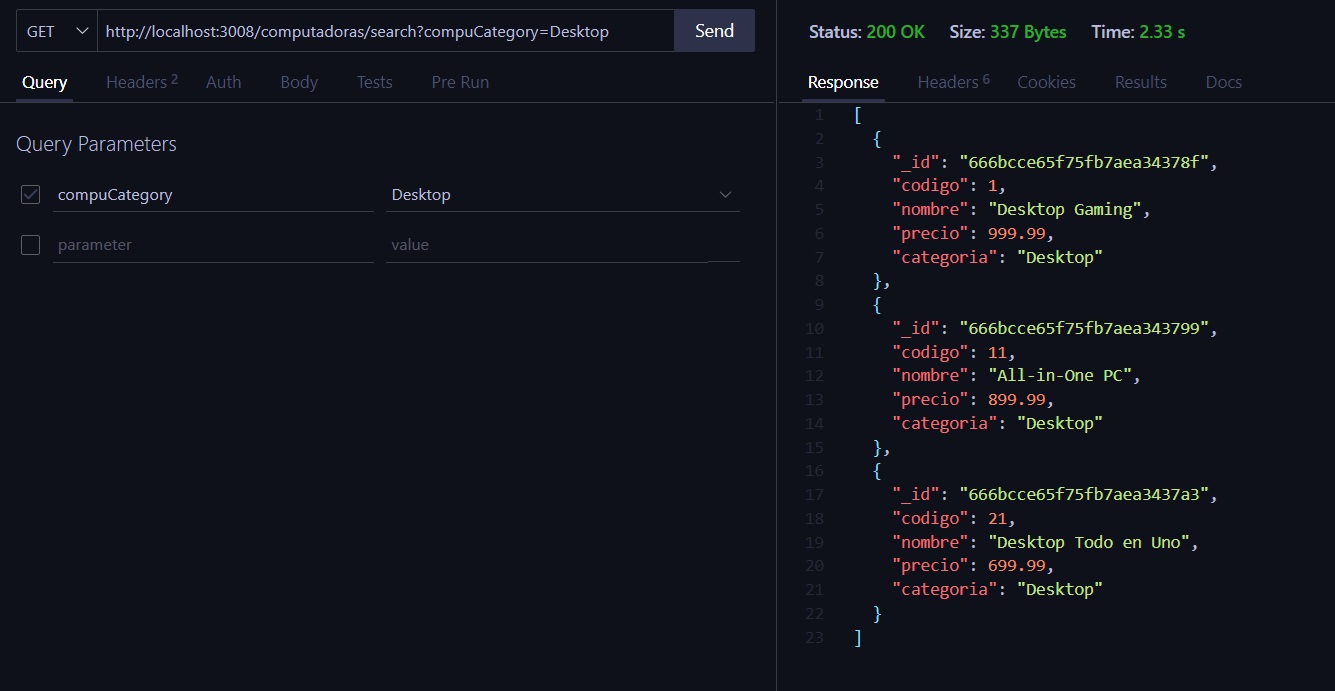 GET http://localhost:3008/computadoras/search?compuCategory=Desktop Send
Query Headers 2 Auth Body Tests Pre Run
Query Parameters
compuCategory Desktop
parameter value
Status: 200 OK Size: 337 Bytes Time: 2.33 s
Response Headers 6 Cookies Results Docs
1 [
2 {
3 "_id": "666bcce65f75fb7aea34378f",
4 "codigo": 1,
5 "nombre": "Desktop Gaming",
6 "precio": 999.99,
7 "categoria": "Desktop"
8 },
9 {
10 "_id": "666bcce65f75fb7aea343799",
11 "codigo": 11,
12 "nombre": "All-in-One PC",
13 "precio": 899.99,
14 "categoria": "Desktop"
15 },
16 {
17 "_id": "666bcce65f75fb7aea3437a3",
18 "codigo": 21,
19 "nombre": "Desktop Todo en Uno",
20 "precio": 699.99,
21 "categoria": "Desktop"
22 }
23 ]